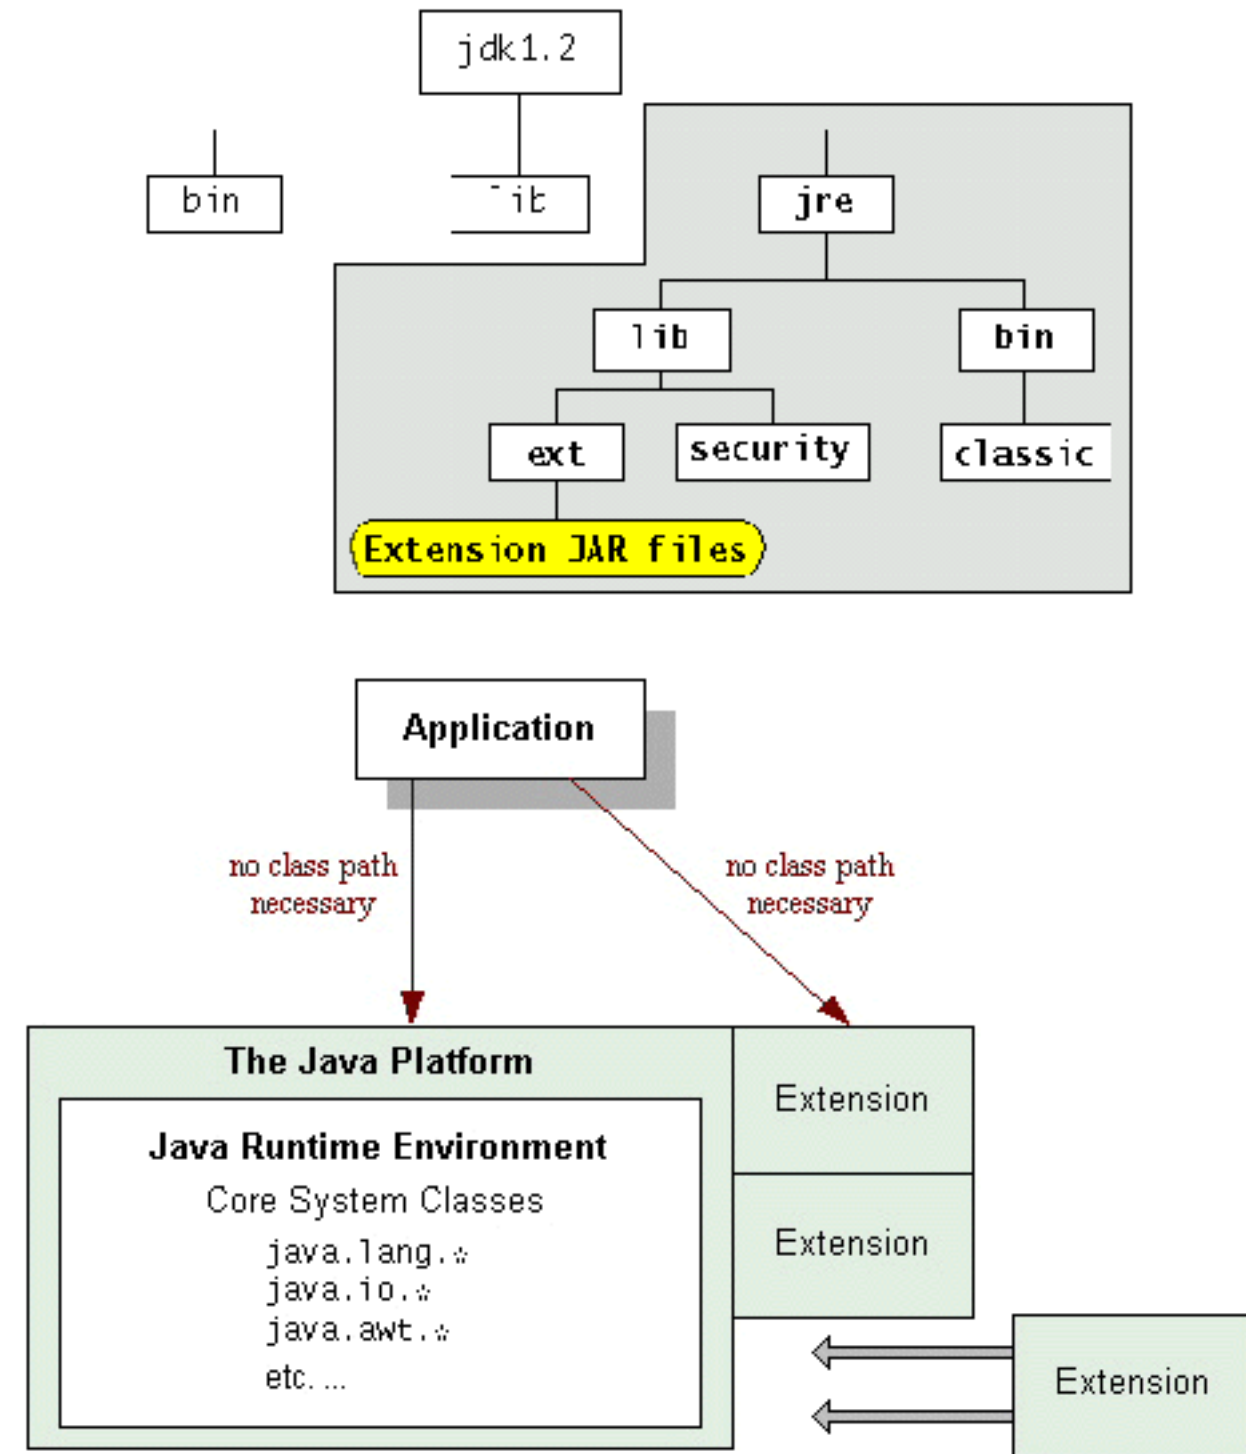 jdk1.2
bin
lib
jre
lib
bin
ext
security
classic
Extension JAR files
Application
no class path
necessary
no class path
necessary
The Java Platform
Extension
Java Runtime Environment
Core System Classes
java.lang.*
java.io.*
java.awt.*
etc. ...
Extension
Extension